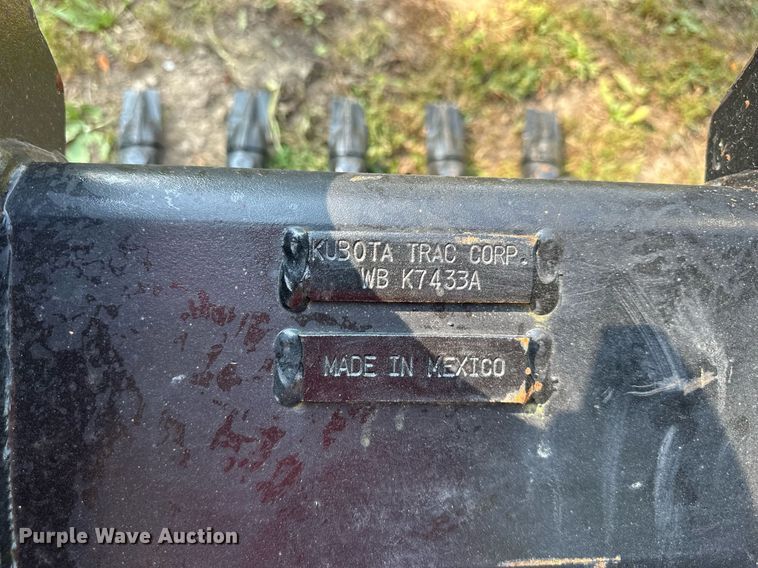 KUBOTA TRAC CORP.
WB K7433A
MADE IN MEXICO
Purple Wave Auction